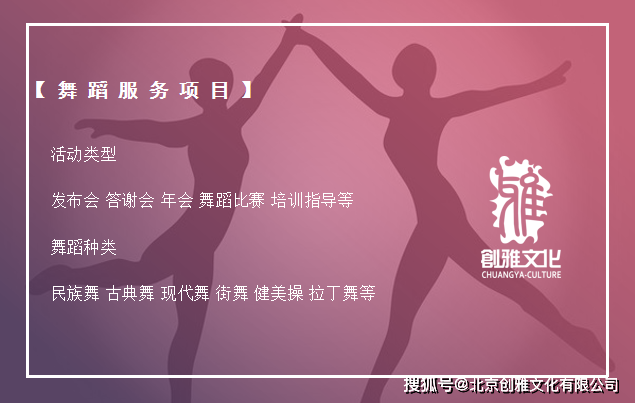 【 舞 蹈 服 务 项 目 】
活动类型
发布会 答谢会 年会 舞蹈比赛 培训指导等
舞蹈种类
民族舞 古典舞 现代舞 街舞 健美操 拉丁舞等
雅
創雅文化
CHUANGYA-CULTURE
搜狐号@北京创雅文化有限公司